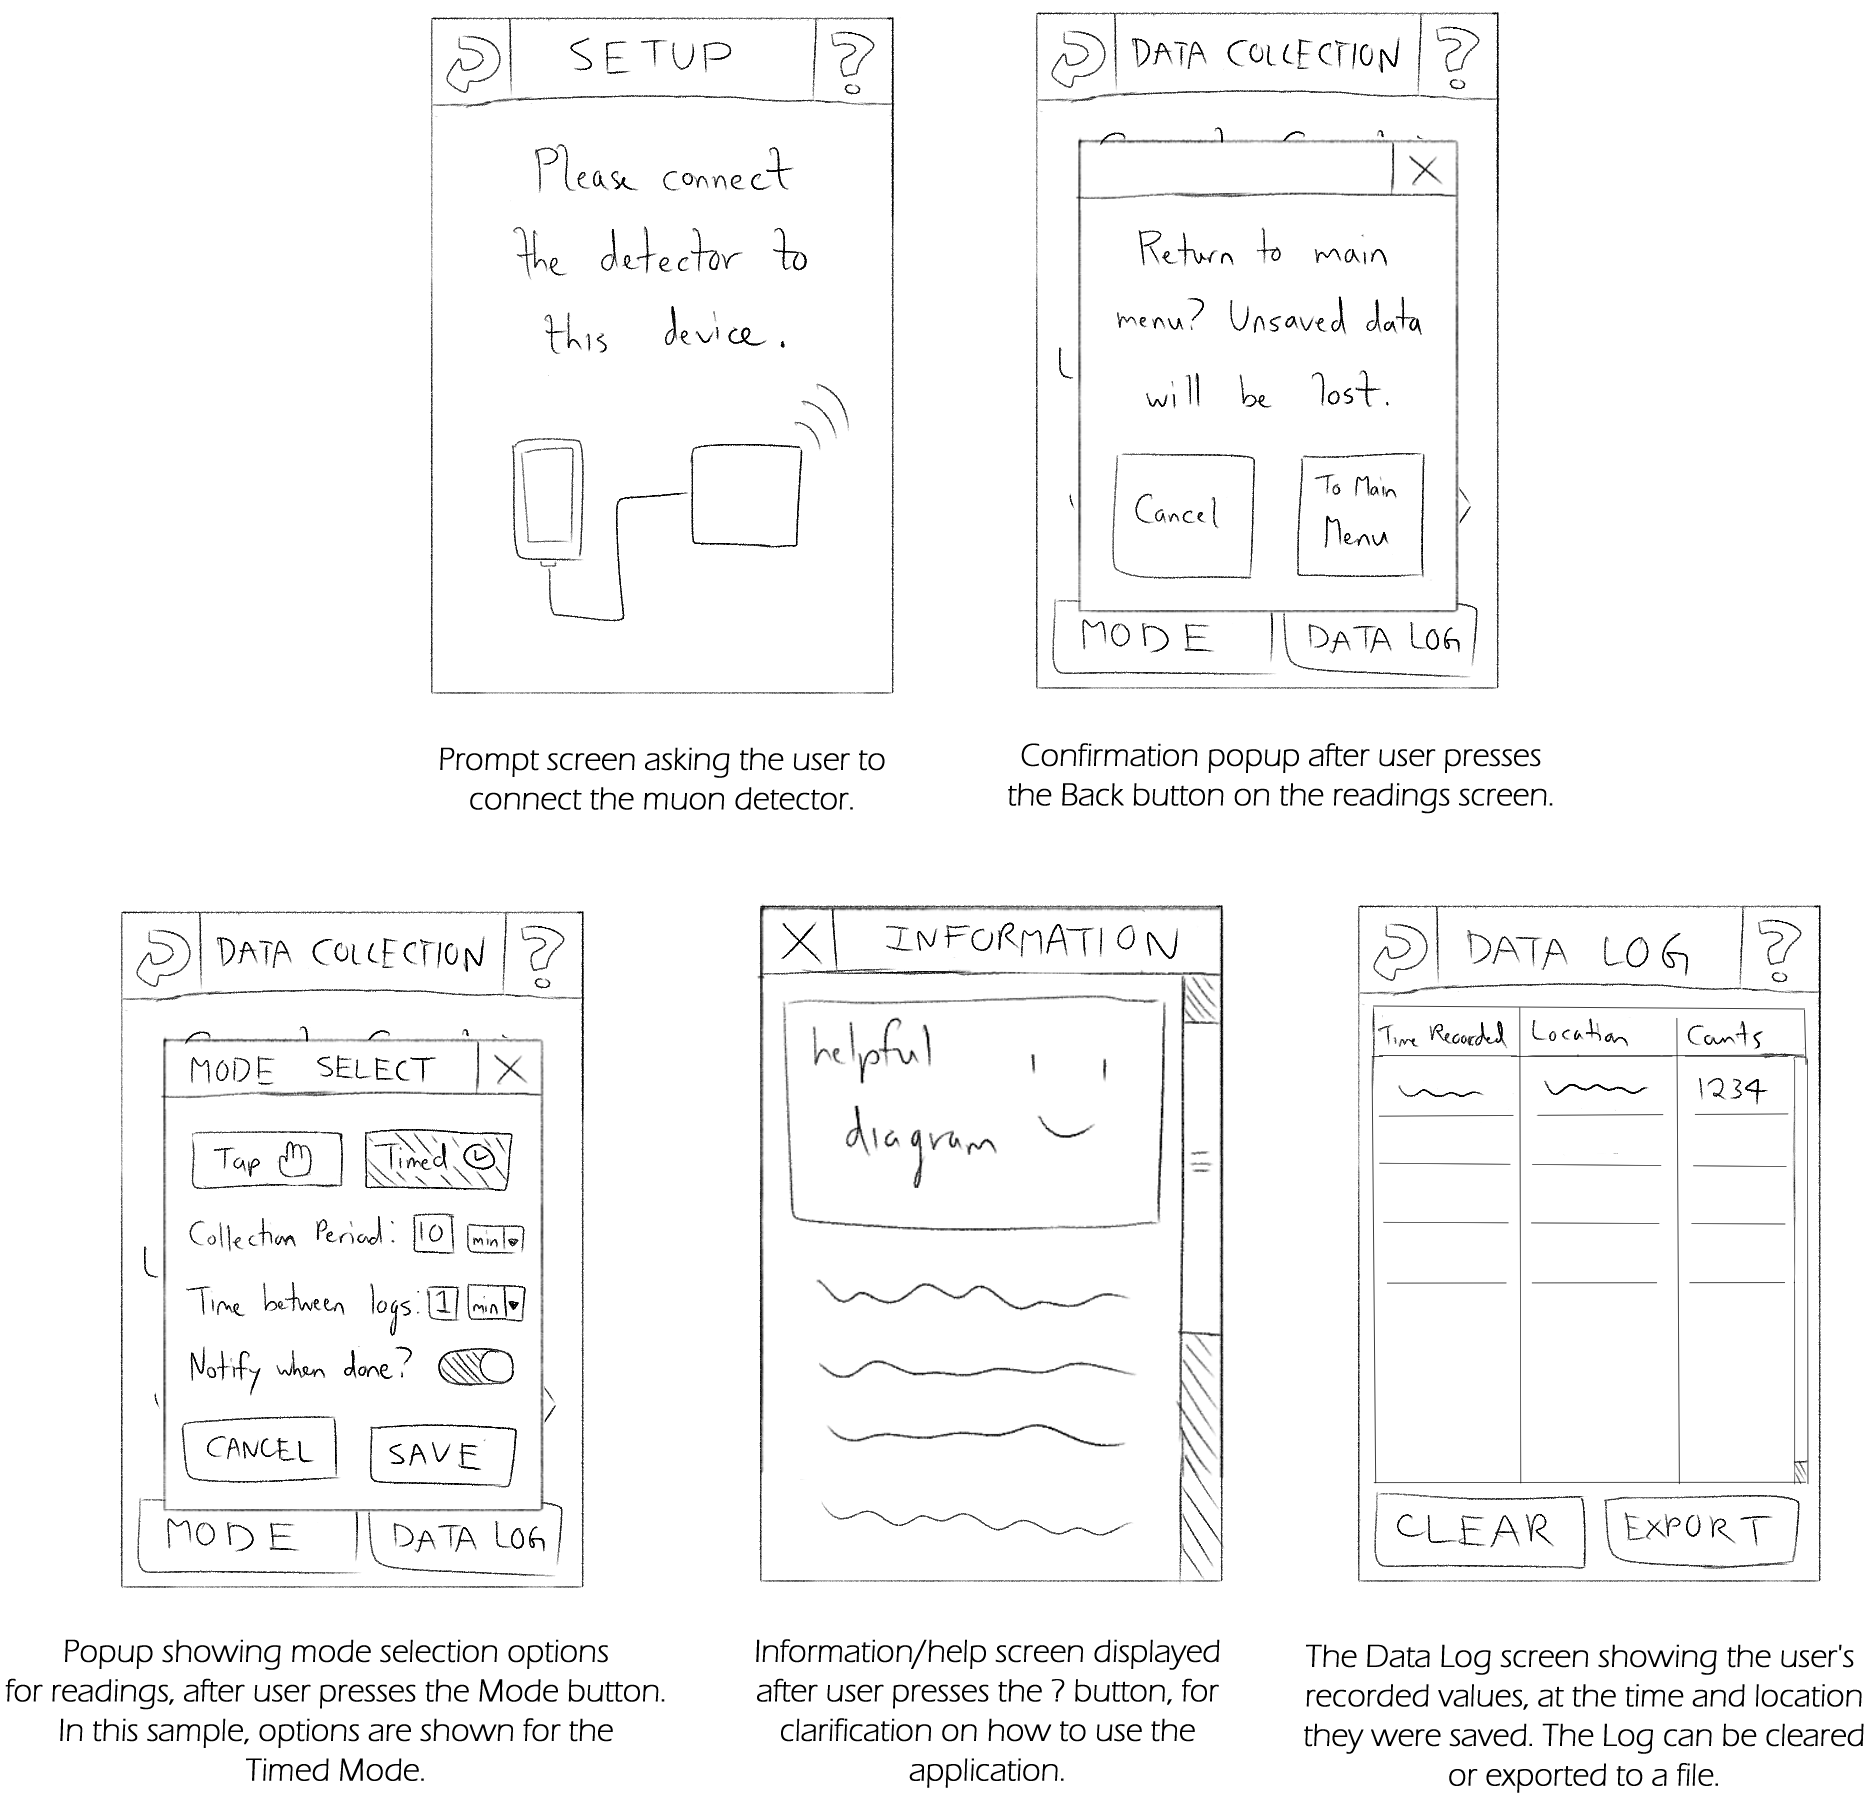 SETUP
?
Please connect
the detector to
this device.
Prompt screen asking the user to
connect the muon detector.
DATA COLLECTION
?
X
Return to main
menu? Unsaved data
will be lost.
Cancel
To Main
Menu
MODE
DATA LOG
Confirmation popup after user presses
the Back button on the readings screen.
DATA COLLECTION
?
MODE SELECT
X
Tap
Timed
Collection Period: 10 min
Time between logs: 1 min
Notify when done?
CANCEL
SAVE
MODE
DATA LOG
Popup showing mode selection options
for readings, after user presses the Mode button.
In this sample, options are shown for the
Timed Mode.
X
INFORMATION
helpful
diagram
Information/help screen displayed
after user presses the ? button, for
clarification on how to use the
application.
DATA LOG
?
Time Recorded
Location
Counts
1234
CLEAR
EXPORT
The Data Log screen showing the user's
recorded values, at the time and location
they were saved. The Log can be cleared
or exported to a file.